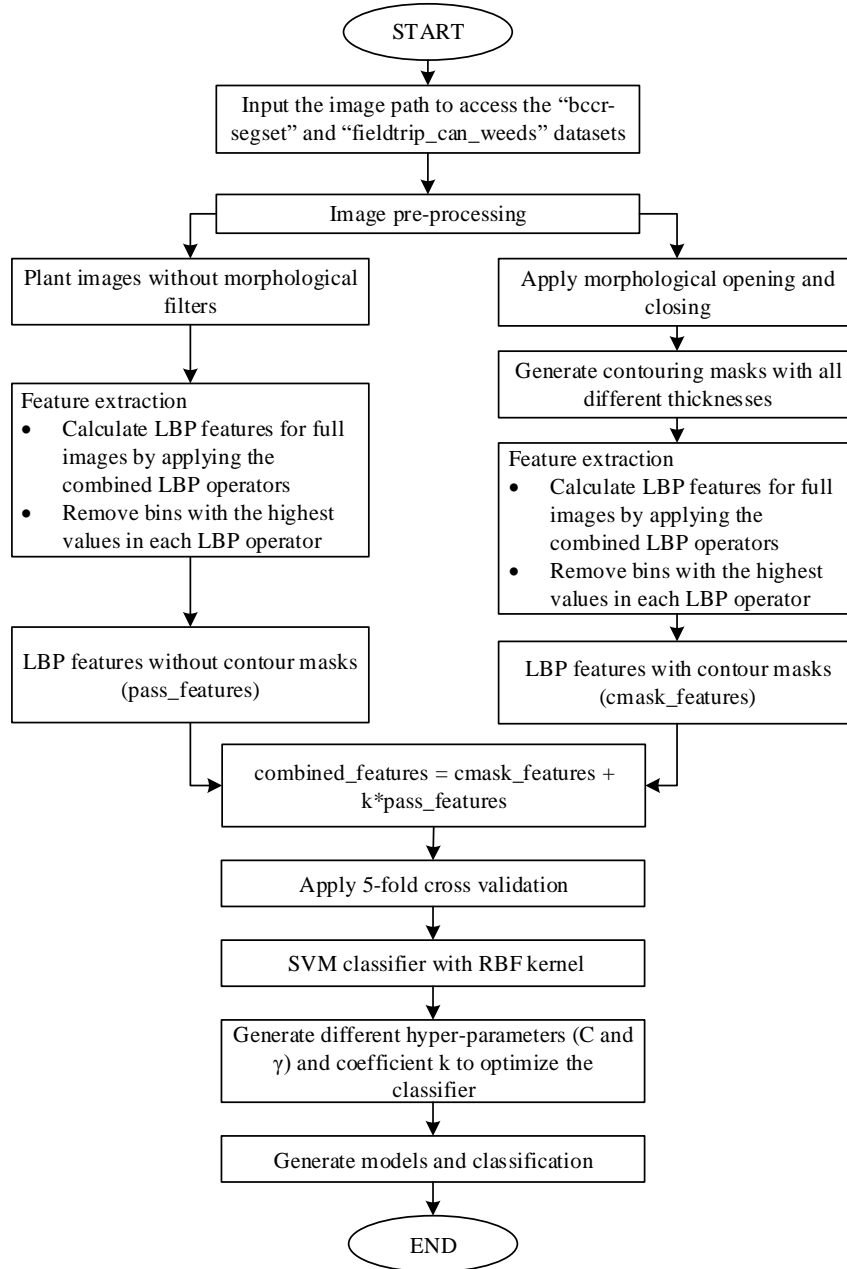 START
Input the image path to access the “bccr-
segset” and “fieldtrip_can_weeds” datasets
Image pre-processing
Plant images without morphological
filters
Feature extraction
• Calculate LBP features for full
images by applying the
combined LBP operators
• Remove bins with the highest
values in each LBP operator
LBP features without contour masks
(pass_features)
Apply morphological opening and
closing
Generate contouring masks with all
different thicknesses
Feature extraction
• Calculate LBP features for full
images by applying the
combined LBP operators
• Remove bins with the highest
values in each LBP operator
LBP features with contour masks
(cmask_features)
combined_features = cmask_features +
k*pass_features
Apply 5-fold cross validation
SVM classifier with RBF kernel
Generate different hyper-parameters (C and
γ) and coefficient k to optimize the
classifier
Generate models and classification
END